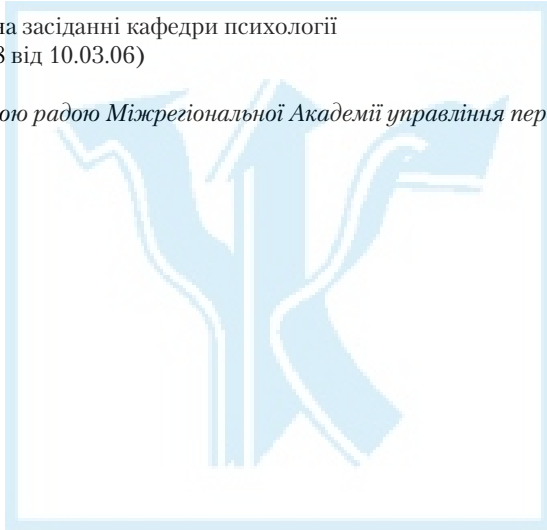 на засіданні кафедри психології
8 від 10.03.06)
ою радою Міжрегіональної Академії управління пер